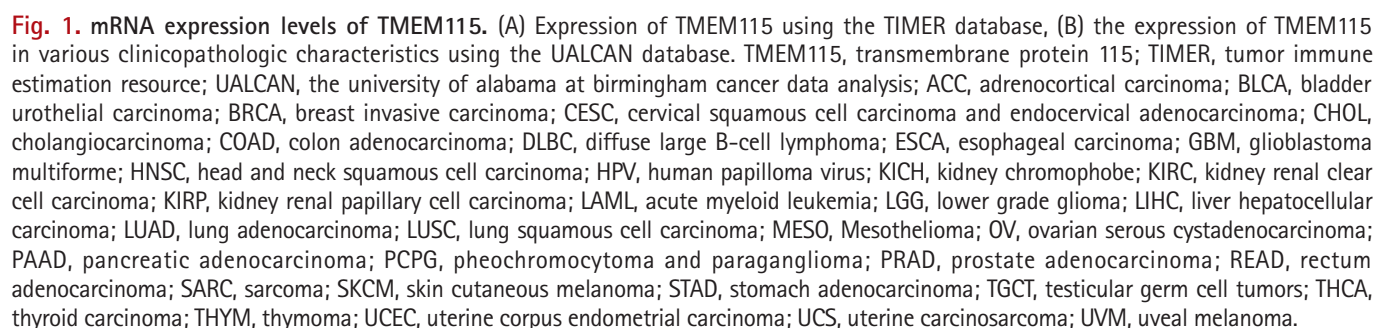 Fig. 1. mRNA expression levels of TMEM115. (A) Expression of TMEM115 using the TIMER database, (B) the expression of TMEM115
in various clinicopathologic characteristics using the UALCAN database. TMEM115, transmembrane protein 115; TIMER, tumor immune
estimation resource; UALCAN, the university of alabama at birmingham cancer data analysis; ACC, adrenocortical carcinoma; BLCA, bladder
urothelial carcinoma; BRCA, breast invasive carcinoma; CESC, cervical squamous cell carcinoma and endocervical adenocarcinoma; CHOL,
cholangiocarcinoma; COAD, colon adenocarcinoma; DLBC, diffuse large B-cell lymphoma; ESCA, esophageal carcinoma; GBM, glioblastoma
multiforme; HNSC, head and neck squamous cell carcinoma; HPV, human papilloma virus; KICH, kidney chromophobe; KIRC, kidney renal clear
cell carcinoma; KIRP, kidney renal papillary cell carcinoma; LAML, acute myeloid leukemia; LGG, lower grade glioma; LIHC, liver hepatocellular
carcinoma; LUAD, lung adenocarcinoma; LUSC, lung squamous cell carcinoma; MESO, Mesothelioma; OV, ovarian serous cystadenocarcinoma;
PAAD, pancreatic adenocarcinoma; PCPG, pheochromocytoma and paraganglioma; PRAD, prostate adenocarcinoma; READ, rectum
adenocarcinoma; SARC, sarcoma; SKCM, skin cutaneous melanoma; STAD, stomach adenocarcinoma; TGCT, testicular germ cell tumors; THCA,
thyroid carcinoma; THYM, thymoma; UCEC, uterine corpus endometrial carcinoma; UCS, uterine carcinosarcoma; UVM, uveal melanoma.